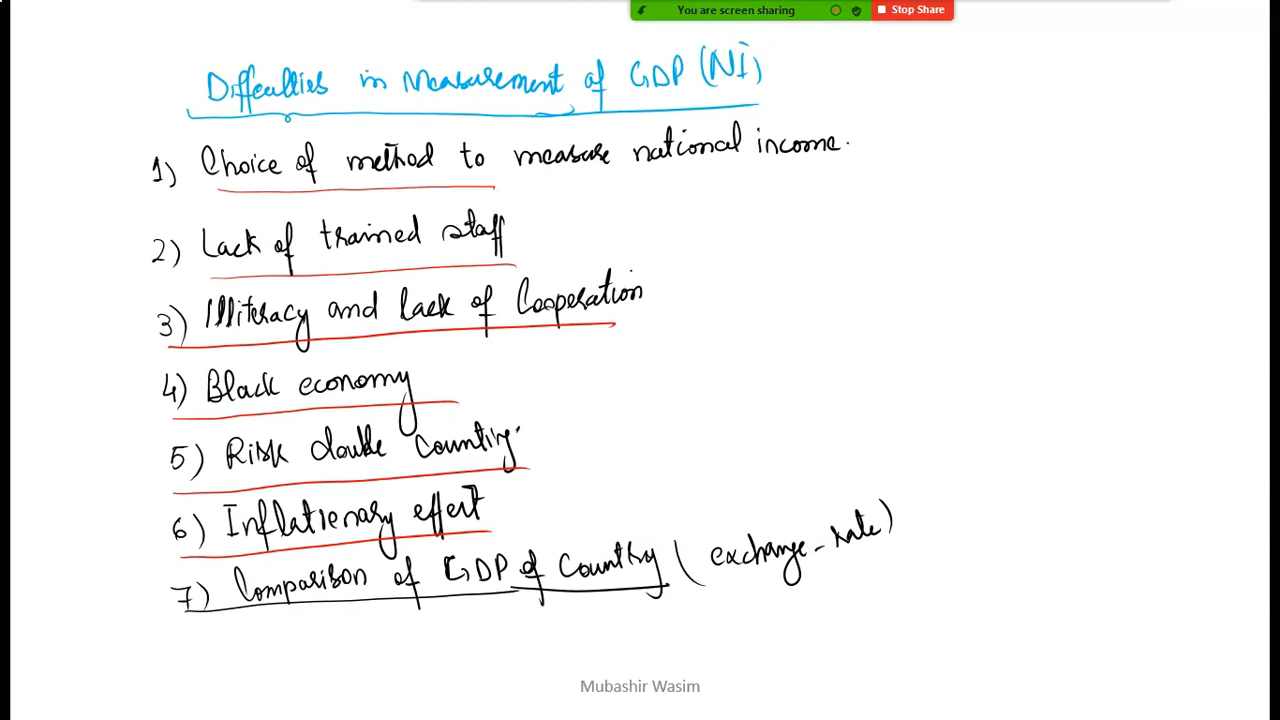 You are screen sharing Stop Share
Difficulties in Measurement of GDP (NI)
1) Choice of method to measure national income.
2) Lack of trained staff
3) Illiteracy and lack of Cooperation
4) Black economy
5) Risk double Counting.
6) Inflationary effect
7) Comparison of GDP of Country (exchange-rate)
Mubashir Wasim